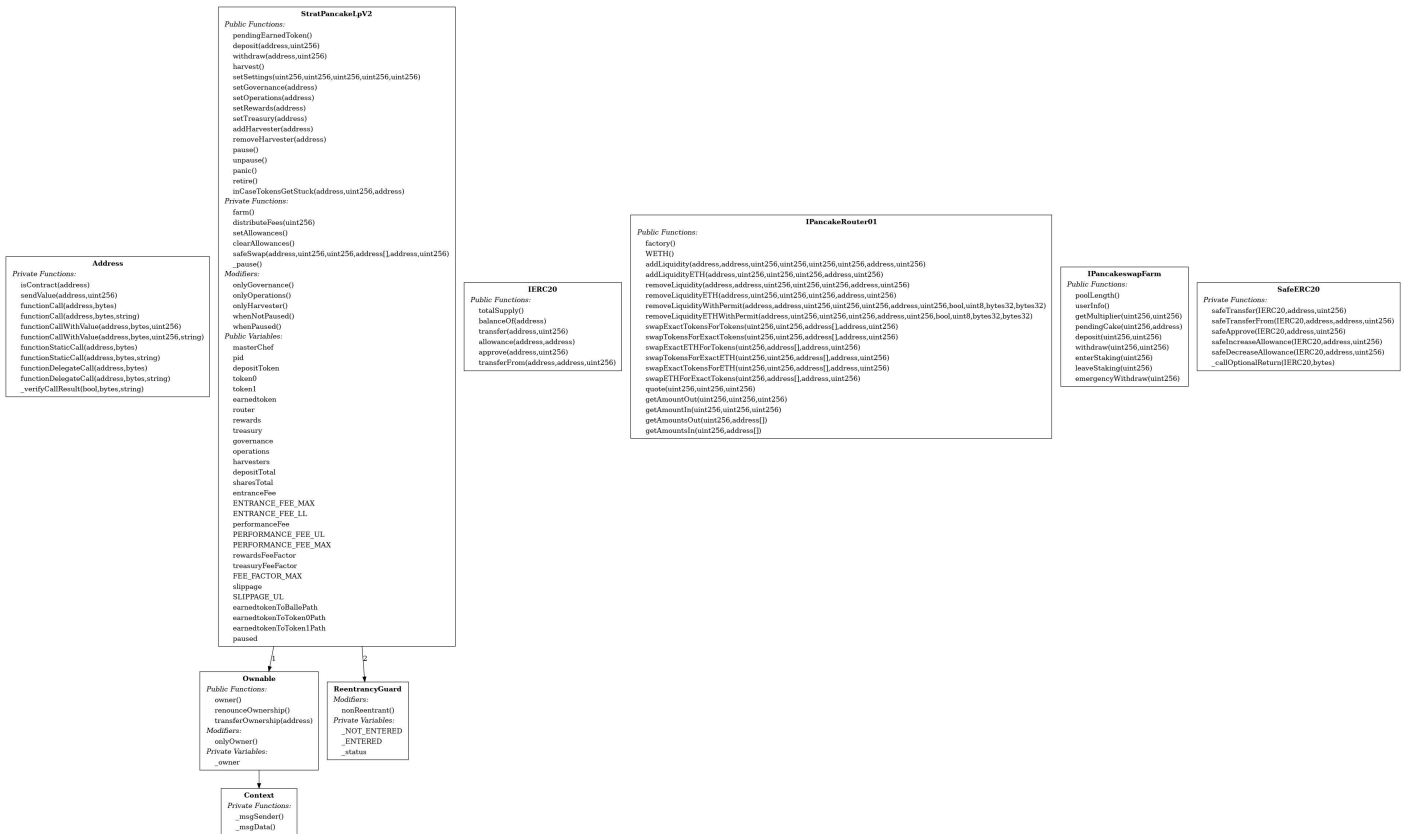 StratPancakeLpV2
Public Functions:
pendingEarnedToken()
deposit(address,uint256)
withdraw(address,uint256)
harvest()
setSettings(uint256,uint256,uint256,uint256,uint256)
setGovernance(address)
setOperations(address)
setRewards(address)
setTreasury(address)
addHarvester(address)
removeHarvester(address)
pause()
unpause()
panic()
retire()
inCaseTokensGetStuck(address,uint256,address)
Private Functions:
farm()
distributeFees(uint256)
setAllowances()
clearAllowances()
safeSwap(address,uint256,uint256,address[],address,uint256)
_pause()
Modifiers:
onlyGovernance()
onlyOperations()
onlyHarvester()
whenNotPaused()
whenPaused()
Public Variables:
masterChef
pid
depositToken
token0
token1
earnedtoken
router
rewards
treasury
governance
operations
harvesters
depositTotal
sharesTotal
entranceFee
ENTRANCE_FEE_MAX
ENTRANCE_FEE_LL
performanceFee
PERFORMANCE_FEE_UL
PERFORMANCE_FEE_MAX
rewardsFeeFactor
treasuryFeeFactor
FEE_FACTOR_MAX
slippage
SLIPPAGE_UL
earnedtokenToBallePath
earnedtokenToToken0Path
earnedtokenToToken1Path
paused
Address
Private Functions:
isContract(address)
sendValue(address,uint256)
functionCall(address,bytes)
functionCall(address,bytes,string)
functionCallWithValue(address,bytes,uint256)
functionCallWithValue(address,bytes,uint256,string)
functionStaticCall(address,bytes)
functionStaticCall(address,bytes,string)
functionDelegateCall(address,bytes)
functionDelegateCall(address,bytes,string)
_verifyCallResult(bool,bytes,string)
IERC20
Public Functions:
totalSupply()
balanceOf(address)
transfer(address,uint256)
allowance(address,address)
approve(address,uint256)
transferFrom(address,address,uint256)
IPancakeRouter01
Public Functions:
factory()
WETH()
addLiquidity(address,address,uint256,uint256,uint256,uint256,address,uint256)
addLiquidityETH(address,uint256,uint256,uint256,address,uint256)
removeLiquidity(address,address,uint256,uint256,uint256,address,uint256)
removeLiquidityETH(address,uint256,uint256,uint256,address,uint256)
removeLiquidityWithPermit(address,address,uint256,uint256,uint256,address,uint256,bool,uint8,bytes32,bytes32)
removeLiquidityETHWithPermit(address,uint256,uint256,uint256,address,uint256,bool,uint8,bytes32,bytes32)
swapExactTokensForTokens(uint256,uint256,address[],address,uint256)
swapTokensForExactTokens(uint256,uint256,address[],address,uint256)
swapExactETHForTokens(uint256,address[],address,uint256)
swapTokensForExactETH(uint256,uint256,address[],address,uint256)
swapExactTokensForETH(uint256,uint256,address[],address,uint256)
swapETHForExactTokens(uint256,address[],address,uint256)
quote(uint256,uint256,uint256)
getAmountOut(uint256,uint256,uint256)
getAmountIn(uint256,uint256,uint256)
getAmountsOut(uint256,address[])
getAmountsIn(uint256,address[])
IPancakeswapFarm
Public Functions:
poolLength()
userInfo()
getMultiplier(uint256,uint256)
pendingCake(uint256,address)
deposit(uint256,uint256)
withdraw(uint256,uint256)
enterStaking(uint256)
leaveStaking(uint256)
emergencyWithdraw(uint256)
SafeERC20
Private Functions:
safeTransfer(IERC20,address,uint256)
safeTransferFrom(IERC20,address,address,uint256)
safeApprove(IERC20,address,uint256)
safeIncreaseAllowance(IERC20,address,uint256)
safeDecreaseAllowance(IERC20,address,uint256)
_callOptionalReturn(IERC20,bytes)
1
2
Ownable
Public Functions:
owner()
renounceOwnership()
transferOwnership(address)
Modifiers:
onlyOwner()
Private Variables:
_owner
ReentrancyGuard
Modifiers:
nonReentrant()
Private Variables:
_NOT_ENTERED
_ENTERED
_status
Context
Private Functions:
_msgSender()
_msgData()